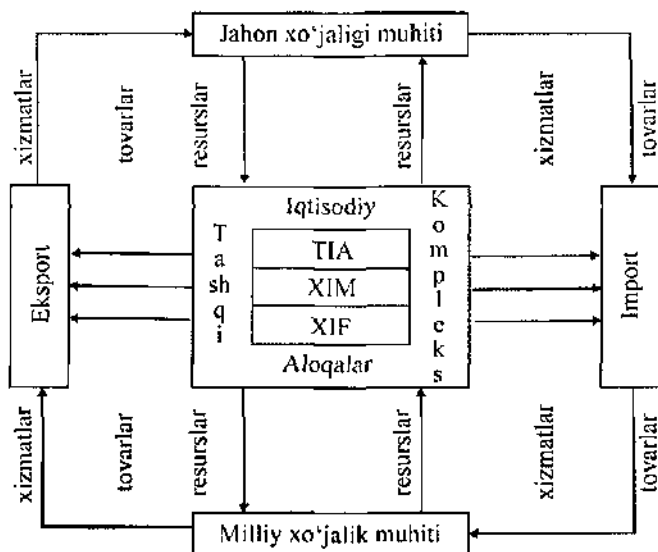 Jahon xo‘jaligi muhiti
xizmatlar
tovarlar
resurslar
resurslar
xizmatlar
tovarlar
Eksport
Tashqi
Iqtisodiy
TIA
XIM
XIF
Aloqalar
Kompleks
Import
xizmatlar
tovarlar
resurslar
resurslar
xizmatlar
tovarlar
Milliy xo‘jalik muhiti